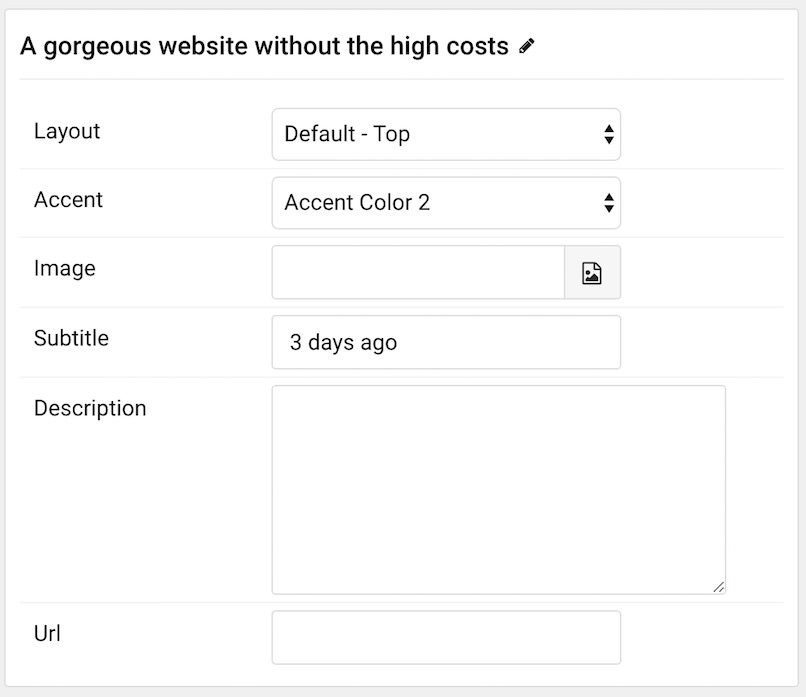 A gorgeous website without the high costs
Layout
Default - Top
Accent
Accent Color 2
Image
Subtitle
3 days ago
Description
Url